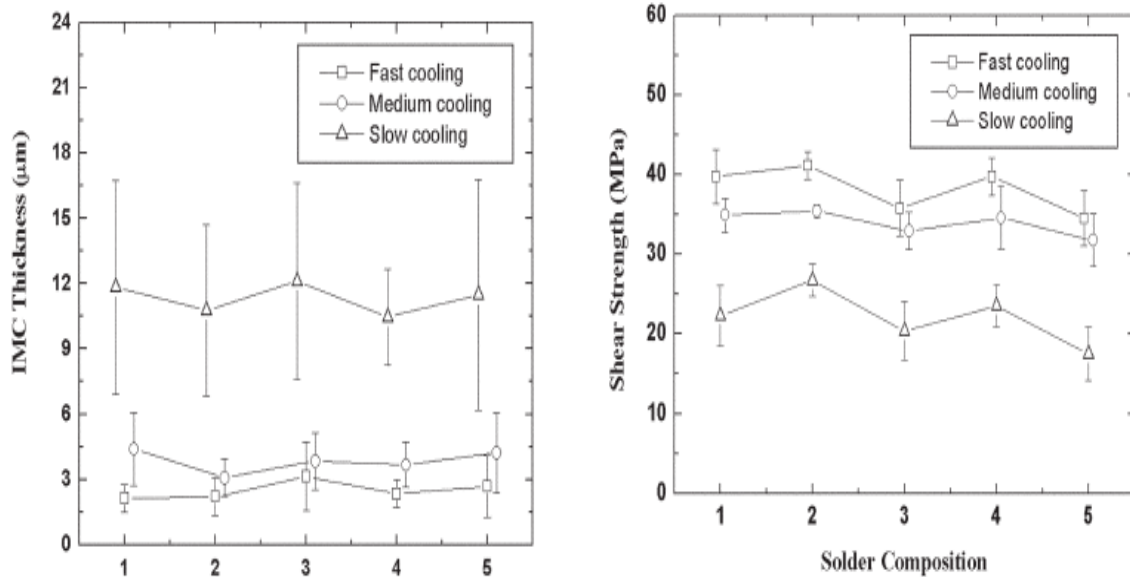 24
21
18
15
12
9
6
3
0
IMC Thickness (μm)
Fast cooling
Medium cooling
Slow cooling
1 2 3 4 5
60
50
40
30
20
10
0
Shear Strength (MPa)
Fast cooling
Medium cooling
Slow cooling
1 2 3 4 5
Solder Composition